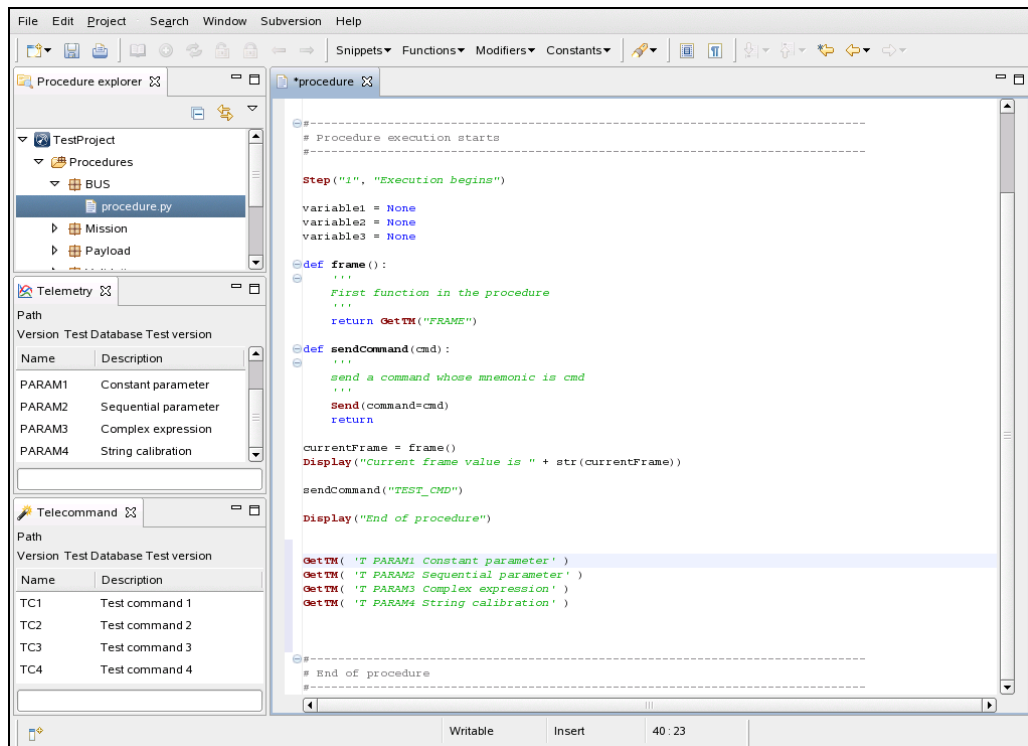 File Edit Project Search Window Subversion Help
Snippets Functions Modifiers Constants
Procedure explorer
TestProject
Procedures
BUS
procedure.py
Mission
Payload
Telemetry
Path
Version Test Database Test version
Name Description
PARAM1 Constant parameter
PARAM2 Sequential parameter
PARAM3 Complex expression
PARAM4 String calibration
Telecommand
Path
Version Test Database Test version
Name Description
TC1 Test command 1
TC2 Test command 2
TC3 Test command 3
TC4 Test command 4
*procedure
#------------------------------------------------------------------------------
# Procedure execution starts
#------------------------------------------------------------------------------
Step("1", "Execution begins")
variable1 = None
variable2 = None
variable3 = None
def frame():
'''
First function in the procedure
'''
return GetTM("FRAME")
def sendCommand(cmd):
'''
send a command whose mnemonic is cmd
'''
Send(command=cmd)
return
currentFrame = frame()
Display("Current frame value is " + str(currentFrame))
sendCommand("TEST_CMD")
Display("End of procedure")
GetTM( 'T PARAM1 Constant parameter' )
GetTM( 'T PARAM2 Sequential parameter' )
GetTM( 'T PARAM3 Complex expression' )
GetTM( 'T PARAM4 String calibration' )
#------------------------------------------------------------------------------
# End of procedure
#------------------------------------------------------------------------------
Writable Insert 40 : 23